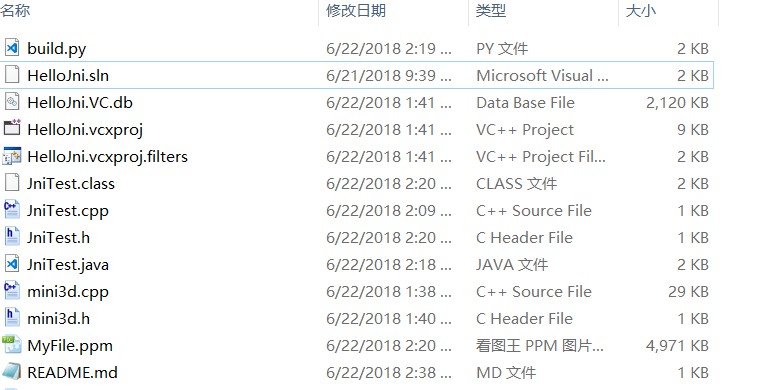 名称 修改日期 类型 大小
build.py 6/22/2018 2:19 ... PY 文件 2 KB
HelloJni.sln 6/21/2018 9:39 ... Microsoft Visual ... 2 KB
HelloJni.VC.db 6/22/2018 1:41 ... Data Base File 2,120 KB
HelloJni.vcxproj 6/22/2018 1:41 ... VC++ Project 9 KB
HelloJni.vcxproj.filters 6/22/2018 1:41 ... VC++ Project Fil... 2 KB
JniTest.class 6/22/2018 2:20 ... CLASS 文件 2 KB
JniTest.cpp 6/22/2018 2:09 ... C++ Source File 1 KB
JniTest.h 6/22/2018 2:20 ... C Header File 1 KB
JniTest.java 6/22/2018 2:18 ... JAVA 文件 2 KB
mini3d.cpp 6/22/2018 1:38 ... C++ Source File 29 KB
mini3d.h 6/22/2018 1:40 ... C Header File 1 KB
MyFile.ppm 6/22/2018 2:20 ... 看图王 PPM 图片... 4,971 KB
README.md 6/22/2018 2:38 ... MD 文件 1 KB